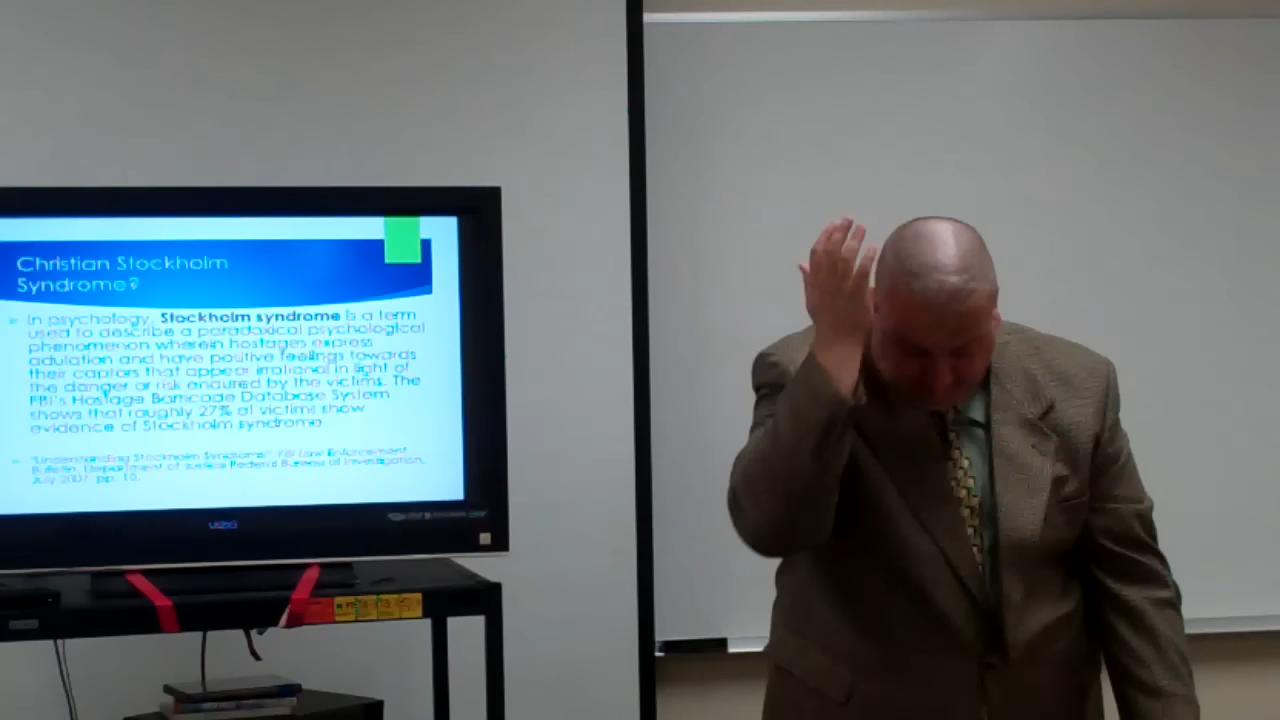 Christian Stockholm
Syndrome?
In psychology, Stockholm syndrome is a term
used to describe a paradoxical psychological
phenomenon wherein hostages express
adulation and have positive feelings towards
their captors that appear irrational in light of
the danger or risk endured by the victims. The
FBI's Hostage Barricade Database System
shows that roughly 27% of victims show
evidence of Stockholm syndrome
"Understanding Stockholm Syndrome". FBI Law Enforcement
Bulletin. Department of Justice Federal Bureau of Investigation,
July 2007. pp. 10.